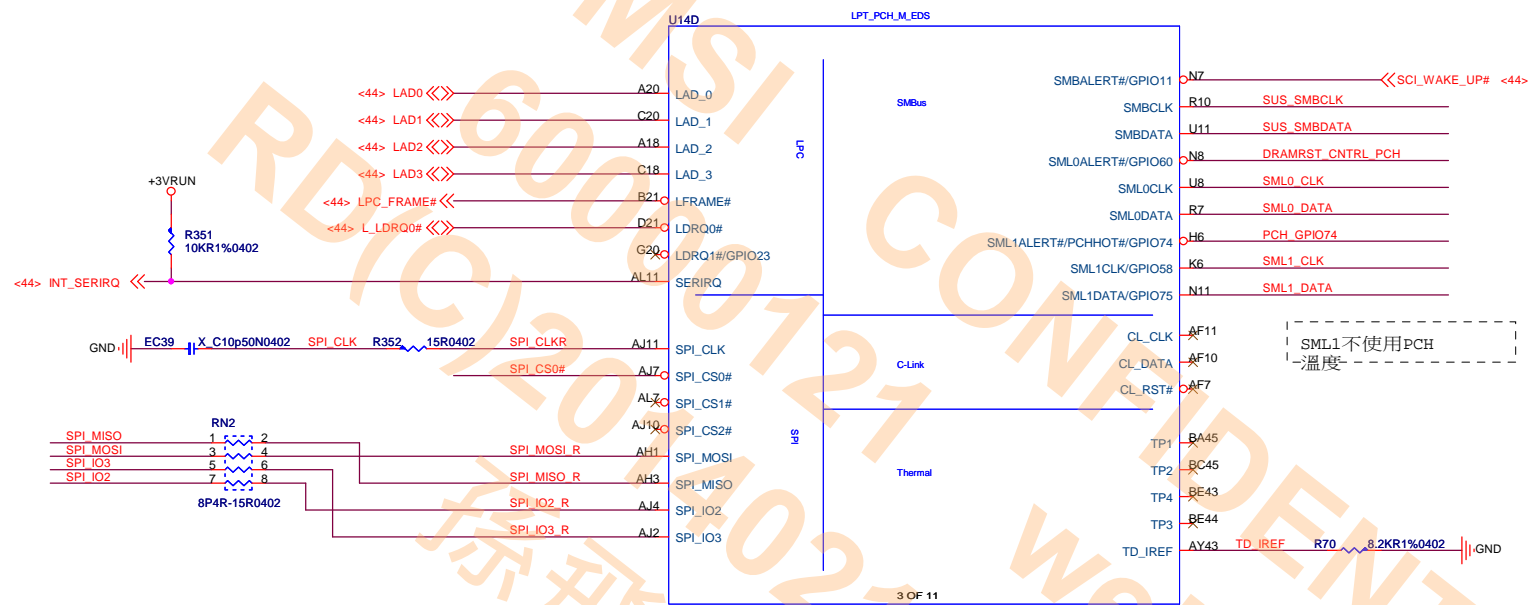 U14D
LPT_PCH_M_EDS
<44> LAD0
A20
LAD_0
<44> LAD1
C20
LAD_1
<44> LAD2
A18
LAD_2
<44> LAD3
C18
LAD_3
<44> LPC_FRAME#
B21
LFRAME#
<44> L_LDRQ0#
D21
LDRQ0#
G20
LDRQ1#/GPIO23
+3VRUN
R351
10KR1%0402
<44> INT_SERIRQ
AL11
SERIRQ
LPC
SMBus
SMBALERT#/GPIO11
N7
SCI_WAKE_UP# <44>
SMBCLK
R10
SUS_SMBCLK
SMBDATA
U11
SUS_SMBDATA
SML0ALERT#/GPIO60
N8
DRAMRST_CNTRL_PCH
SML0CLK
U8
SML0_CLK
SML0DATA
R7
SML0_DATA
SML1ALERT#/PCHHOT#/GPIO74
H6
PCH_GPIO74
SML1CLK/GPIO58
K6
SML1_CLK
SML1DATA/GPIO75
N11
SML1_DATA
GND
EC39
X_C10p50N0402
SPI_CLK
R352
15R0402
SPI_CLKR
AJ11
SPI_CLK
SPI_CS0#
AJ7
SPI_CS0#
AL7
SPI_CS1#
AJ10
SPI_CS2#
RN2
SPI_MISO
1
2
SPI_MOSI
3
4
SPI_IO3
5
6
SPI_IO2
7
8
8P4R-15R0402
SPI_MOSI_R
AH1
SPI_MOSI
SPI_MISO_R
AH3
SPI_MISO
SPI_IO2_R
AJ4
SPI_IO2
SPI_IO3_R
AJ2
SPI_IO3
SPI
C-Link
CL_CLK
AF11
CL_DATA
AF10
CL_RST#
AF7
SML1不使用PCH
溫度
Thermal
TP1
BA45
TP2
BC45
TP4
BE43
TP3
BE44
TD_IREF
AY43
TD_IREF
R70
8.2KR1%0402
GND
3 OF 11
MSI CONFIDENT
60000121
RD(C)2014021